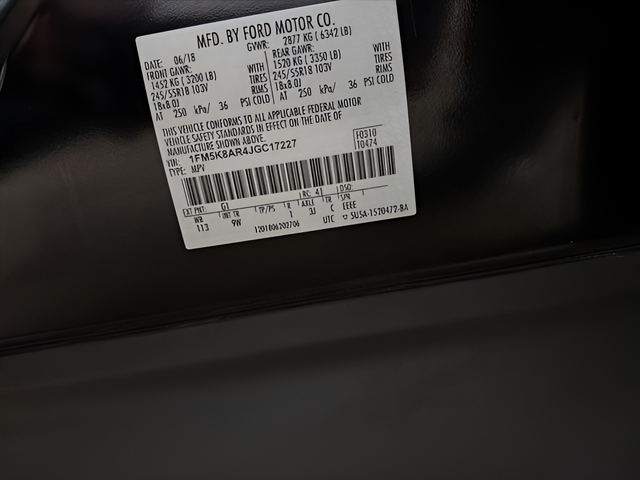 MFD. BY FORD MOTOR CO.
DATE: 06/18 GVWR: 2877 KG ( 6342 LB)
FRONT GAWR: REAR GAWR:
1452 KG ( 3200 LB) WITH 1520 KG ( 3350 LB) WITH
245/55R18 103V TIRES 245/55R18 103V TIRES
18x8.0J RIMS 18x8.0J RIMS
AT 250 kPa/ 36 PSI COLD AT 250 kPa/ 36 PSI COLD
THIS VEHICLE CONFORMS TO ALL APPLICABLE FEDERAL MOTOR
VEHICLE SAFETY STANDARDS IN EFFECT ON THE DATE OF
MANUFACTURE SHOWN ABOVE.
VIN: 1FM5K8AR4JGC17227 F0310
TYPE: MPV T0474
EXT PNT: G1 RC: 41 DSO:
WB INT TR TP/PS R AXLE TR SPR
113 9W 1 3J C EEEE
1201806202706 UTC SU5A-1520472-BA